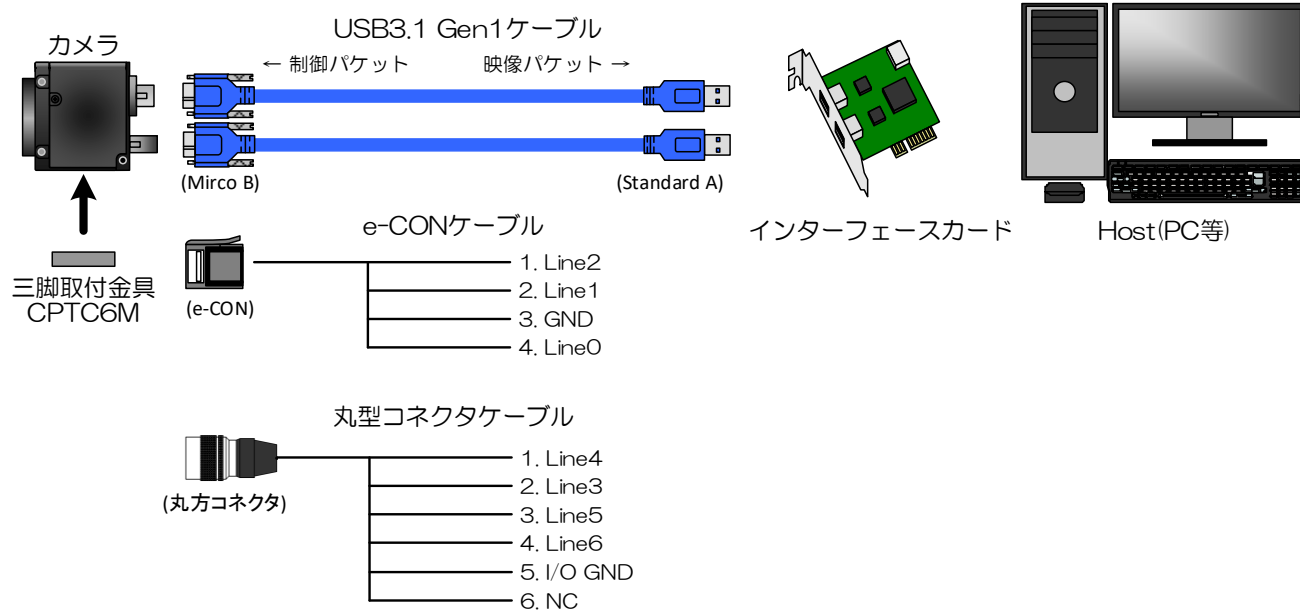 カメラ
USB3.1 Gen1ケーブル
← 制御パケット 映像パケット →
(Mirco B)
(Standard A)
三脚取付金具
CPTC6M
インターフェースカード
Host(PC等)
e-CONケーブル
(e-CON)
1. Line2
2. Line1
3. GND
4. Line0
丸型コネクタケーブル
(丸方コネクタ)
1. Line4
2. Line3
3. Line5
4. Line6
5. I/O GND
6. NC